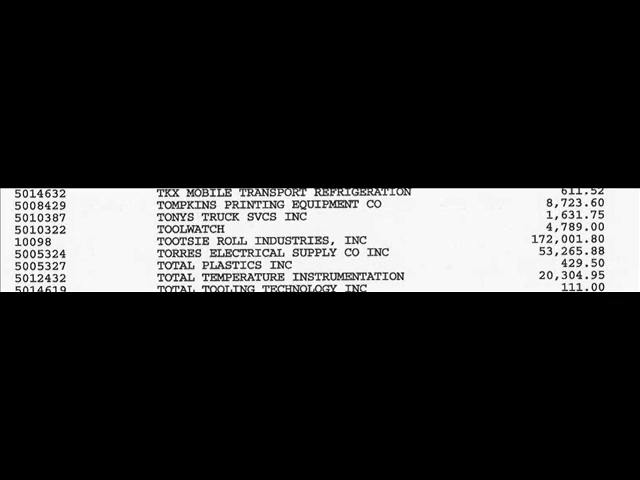 5014632 TKX MOBILE TRANSPORT REFRIGERATION 611.52
5008429 TOMPKINS PRINTING EQUIPMENT CO 8,723.60
5010387 TONYS TRUCK SVCS INC 1,631.75
5010322 TOOLWATCH 4,789.00
10098 TOOTSIE ROLL INDUSTRIES, INC 172,001.80
5005324 TORRES ELECTRICAL SUPPLY CO INC 53,265.88
5005327 TOTAL PLASTICS INC 429.50
5012432 TOTAL TEMPERATURE INSTRUMENTATION 20,304.95
5014619 TOTAL TOOLING TECHNOLOGY INC 111.00